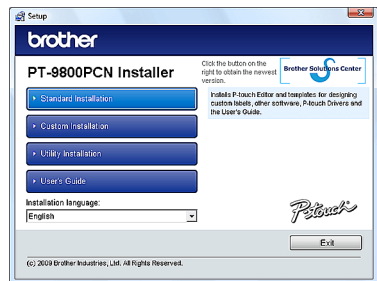 Setup
brother
PT-9800PCN Installer
Click the button on the
right to obtain the newest
version.
Brother Solutions Center
Standard Installation
Installs P-touch Editor and templates for designing
custom labels, other software, P-touch Drivers and
the User's Guide.
Custom Installation
Utility Installation
User's Guide
Installation language:
English
P-touch
Exit
(c) 2009 Brother Industries, Ltd. All Rights Reserved.